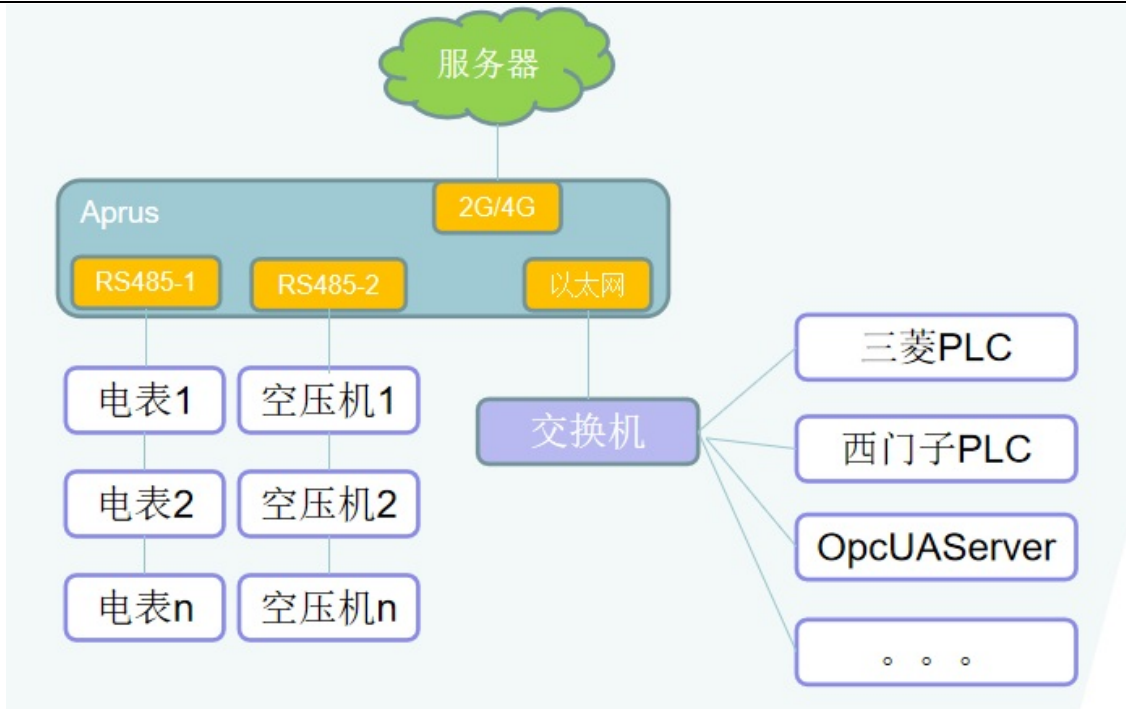 服务器
Aprus
2G/4G
RS485-1
RS485-2
以太网
电表1
空压机1
电表2
空压机2
电表n
空压机n
交换机
三菱PLC
西门子PLC
OpcUAServer
。。。